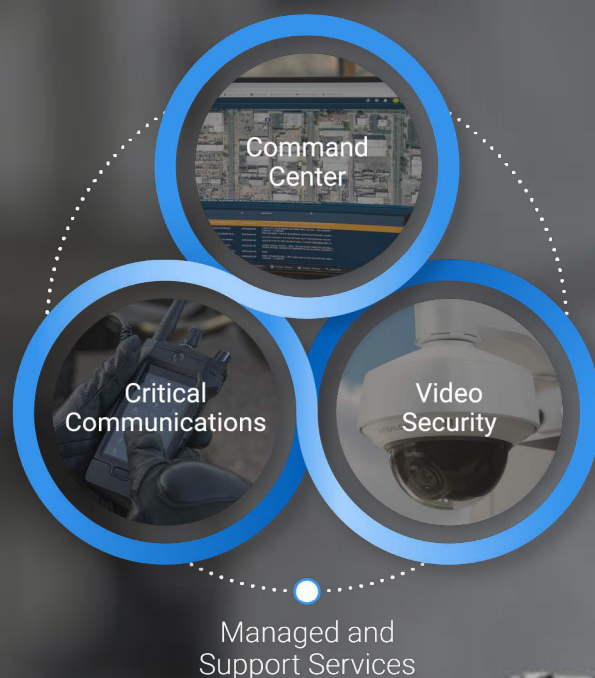 Command
Center
Critical
Communications
Video
Security
Managed and
Support Services